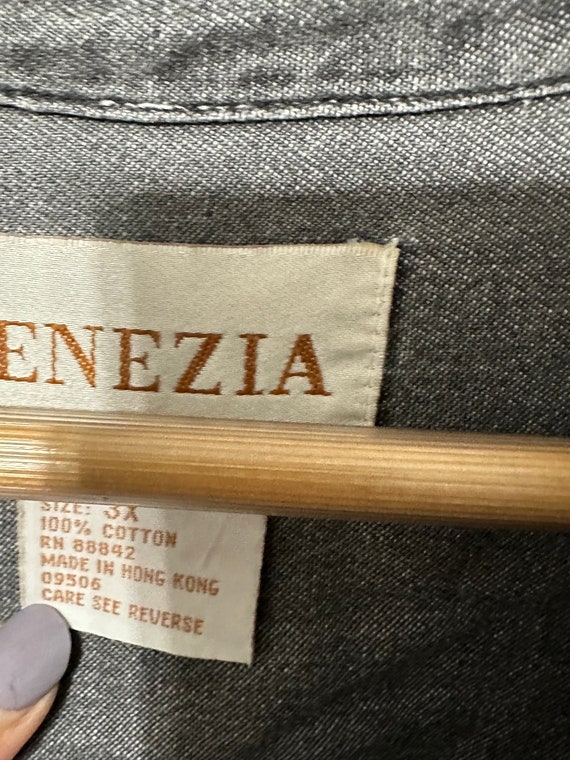 ENEZIA
SIZE: 3X
100% COTTON
RN 88842
MADE IN HONG KONG
09506
CARE SEE REVERSE